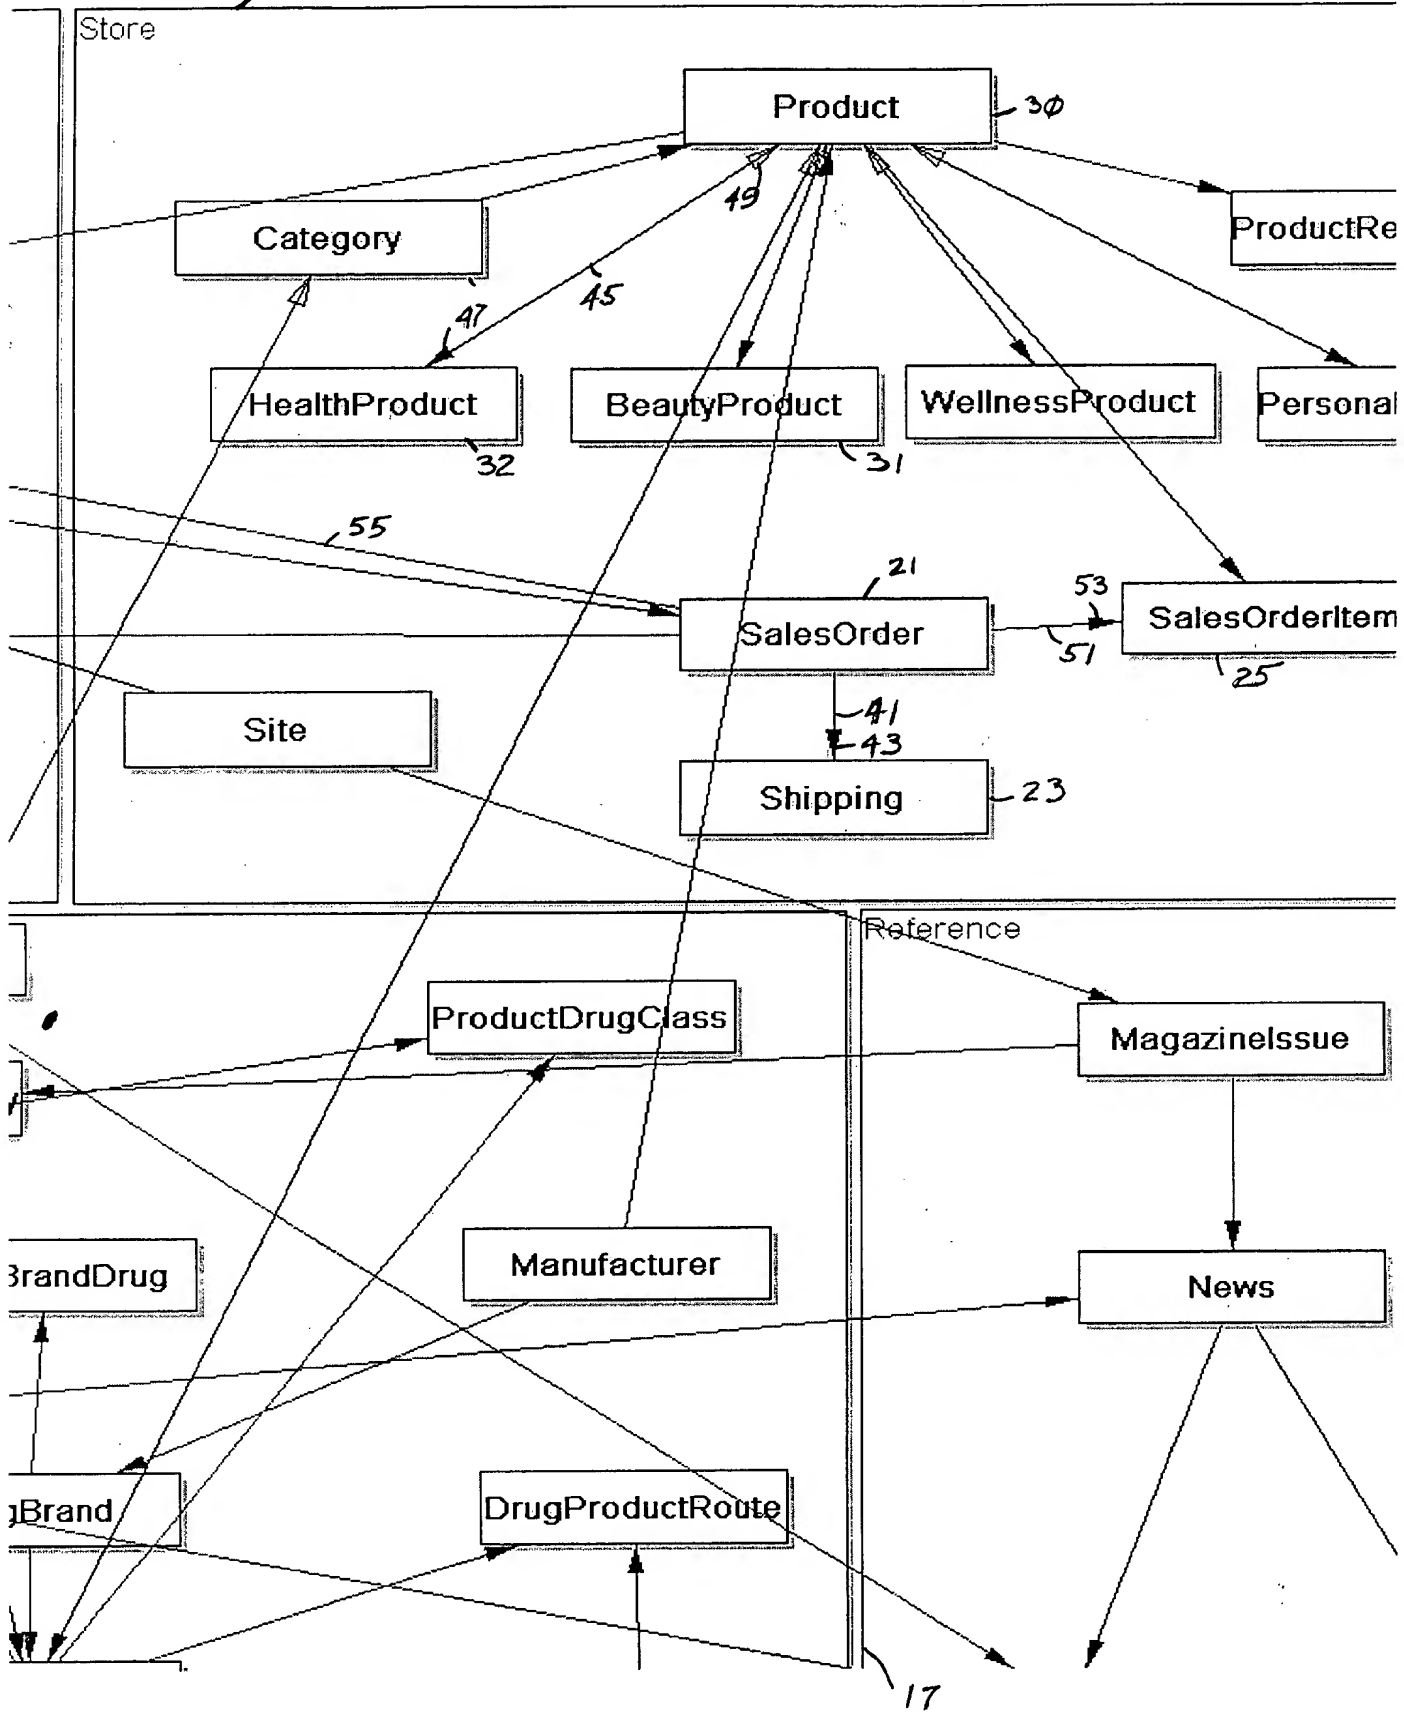 Store
Product
30
49
Category
ProductRe
45
47
HealthProduct
BeautyProduct
WellnessProduct
Personal
32
31
55
21
53
SalesOrder
SalesOrderItem
51
25
41
Site
43
Shipping
23
Reference
ProductDrugClass
MagazineIssue
BrandDrug
Manufacturer
News
gBrand
DrugProductRoute
17